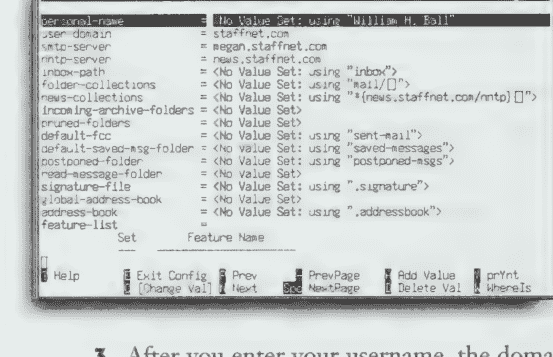 personal-name = <No Value Set: using "William H. Ball"
user-domain = staffnet.com
smtp-server = megan.staffnet.com
nntp-server = news.staffnet.com
inbox-path = <No Value Set: using "inbox">
folder-collections = <No Value Set: using "mail/[]">
news-collections = <No Value Set: using "*{news.staffnet.com/nntp}[]">
incoming-archive-folders = <No Value Set>
pruned-folders = <No Value Set>
default-fcc = <No Value Set: using "sent-mail">
default-saved-msg-folder = <No Value Set: using "saved-messages">
postponed-folder = <No Value Set: using "postponed-msgs">
read-message-folder = <No Value Set>
signature-file = <No Value Set: using ".signature">
global-address-book = <No Value Set>
address-book = <No Value Set: using ".addressbook">
feature-list =
Set Feature Name
? Help E Exit Config P Prev - PrevPage A Add Value Y prYnt
C [Change Val] N Next Spc NextPage D Delete Val W WhereIs
3. After you enter your username, the doma